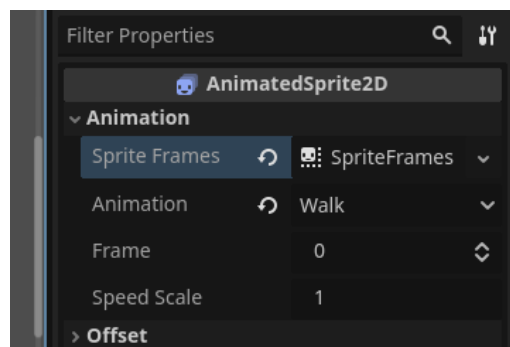 Filter Properties
AnimatedSprite2D
Animation
Sprite Frames SpriteFrames
Animation Walk
Frame 0
Speed Scale 1
Offset